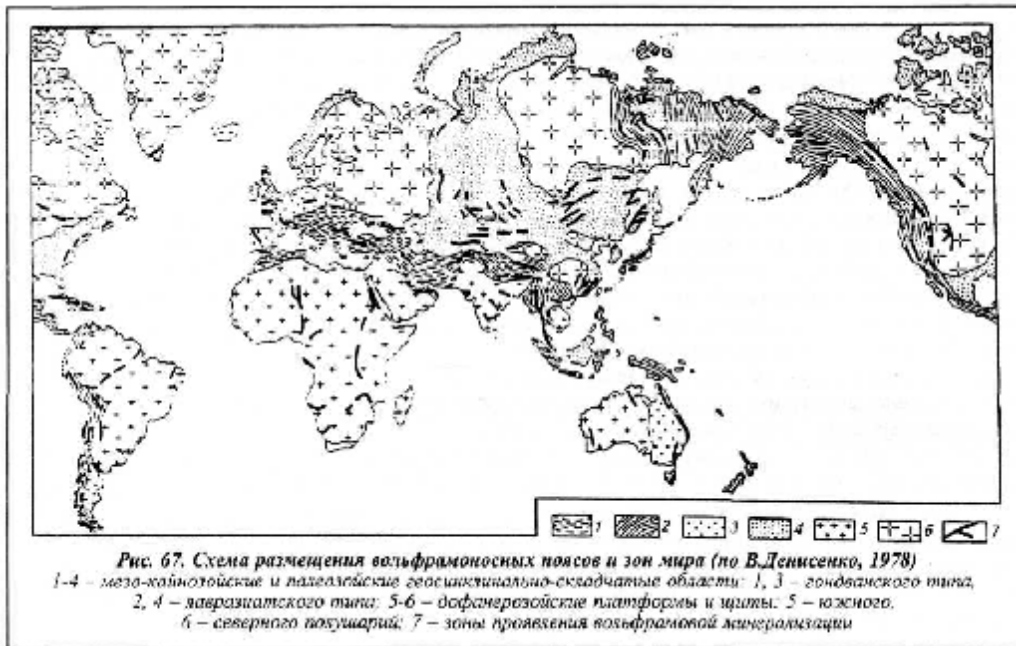 1 2 3 4 5 6 7
Рис. 67. Схема размещения вольфрамоносных поясов и зон мира (по В.Денисенко, 1978)
1-4 – мезо-кайнозойские и палеозойские геосинклинально-складчатые области: 1, 3 – гондванского типа,
2, 4 – лавразиатского типа; 5-6 – дофанерозойские платформы и щиты: 5 – южного,
6 – северного полушарий; 7 – зоны проявления вольфрамовой минерализации